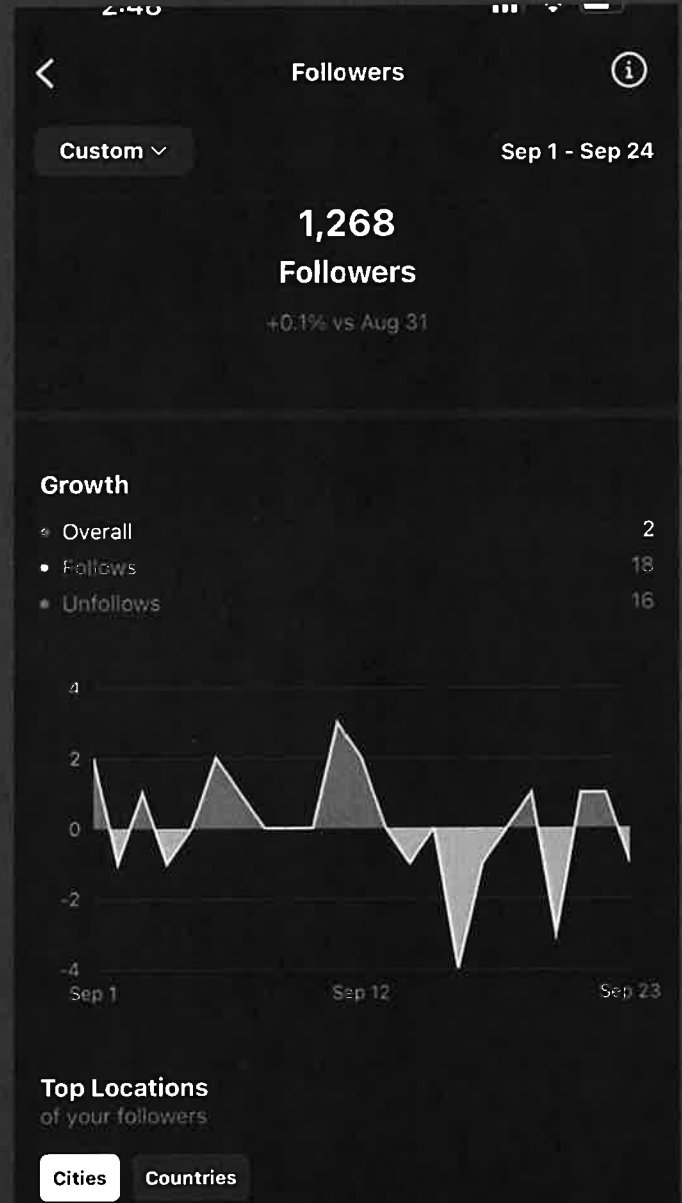 2:48
Followers
Custom
Sep 1 - Sep 24
1,268
Followers
+0.1% vs Aug 31
Growth
Overall 2
Follows 18
Unfollows 16
4
2
0
-2
-4
Sep 1 Sep 12 Sep 23
Top Locations
of your followers
Cities Countries